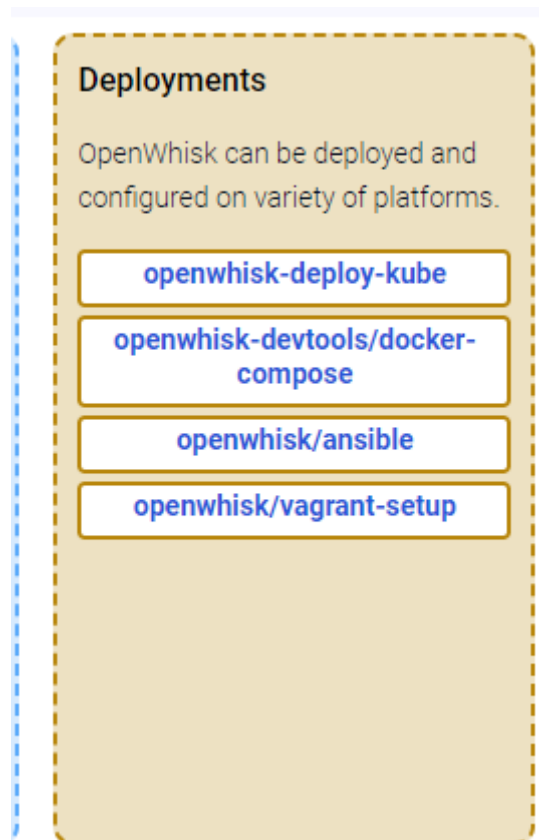 Deployments
OpenWhisk can be deployed and
configured on variety of platforms.
openwhisk-deploy-kube
openwhisk-devtools/docker-
compose
openwhisk/ansible
openwhisk/vagrant-setup